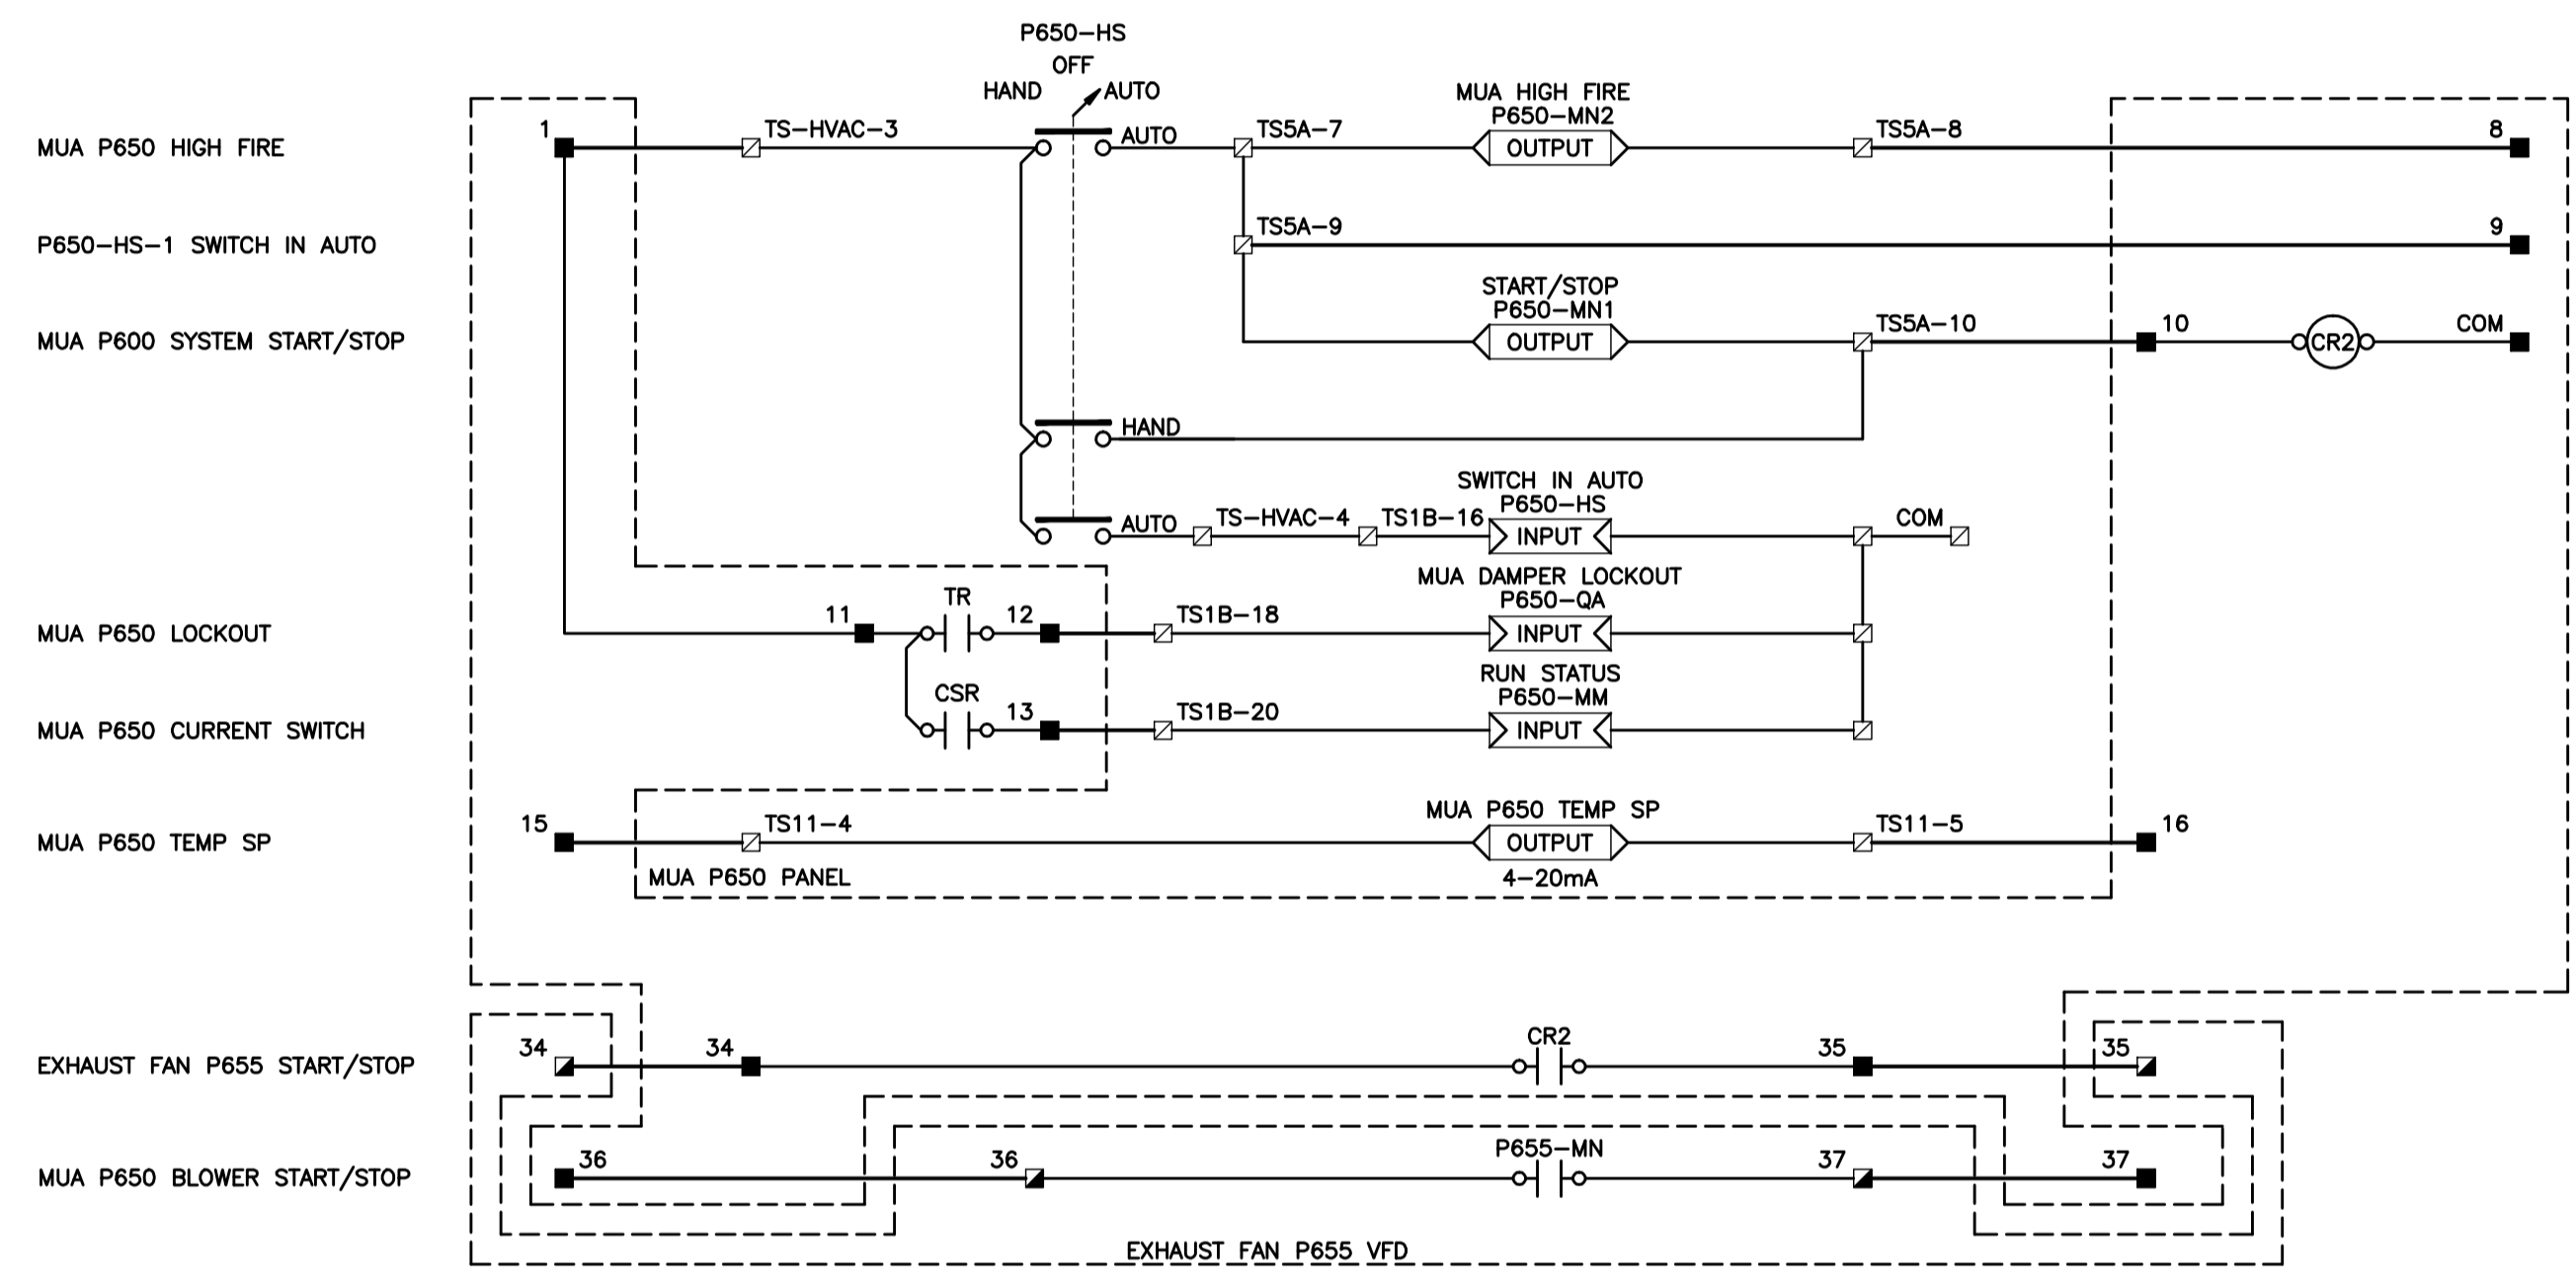 P650-HS
OFF
HAND AUTO
MUA P650 HIGH FIRE
1
TS-HVAC-3
AUTO
TS5A-7
MUA HIGH FIRE
P650-MN2
OUTPUT
TS5A-8
8
P650-HS-1 SWITCH IN AUTO
TS5A-9
9
MUA P600 SYSTEM START/STOP
START/STOP
P650-MN1
OUTPUT
TS5A-10
10
CR2
COM
HAND
AUTO
TS-HVAC-4
TS1B-16
SWITCH IN AUTO
P650-HS
INPUT
COM
MUA P650 LOCKOUT
11
TR
12
TS1B-18
MUA DAMPER LOCKOUT
P650-QA
INPUT
MUA P650 CURRENT SWITCH
CSR
13
TS1B-20
RUN STATUS
P650-MM
INPUT
MUA P650 TEMP SP
15
TS11-4
MUA P650 TEMP SP
OUTPUT
4-20mA
TS11-5
16
MUA P650 PANEL
EXHAUST FAN P655 START/STOP
34
34
CR2
35
35
MUA P650 BLOWER START/STOP
36
36
P655-MN
37
37
EXHAUST FAN P655 VFD